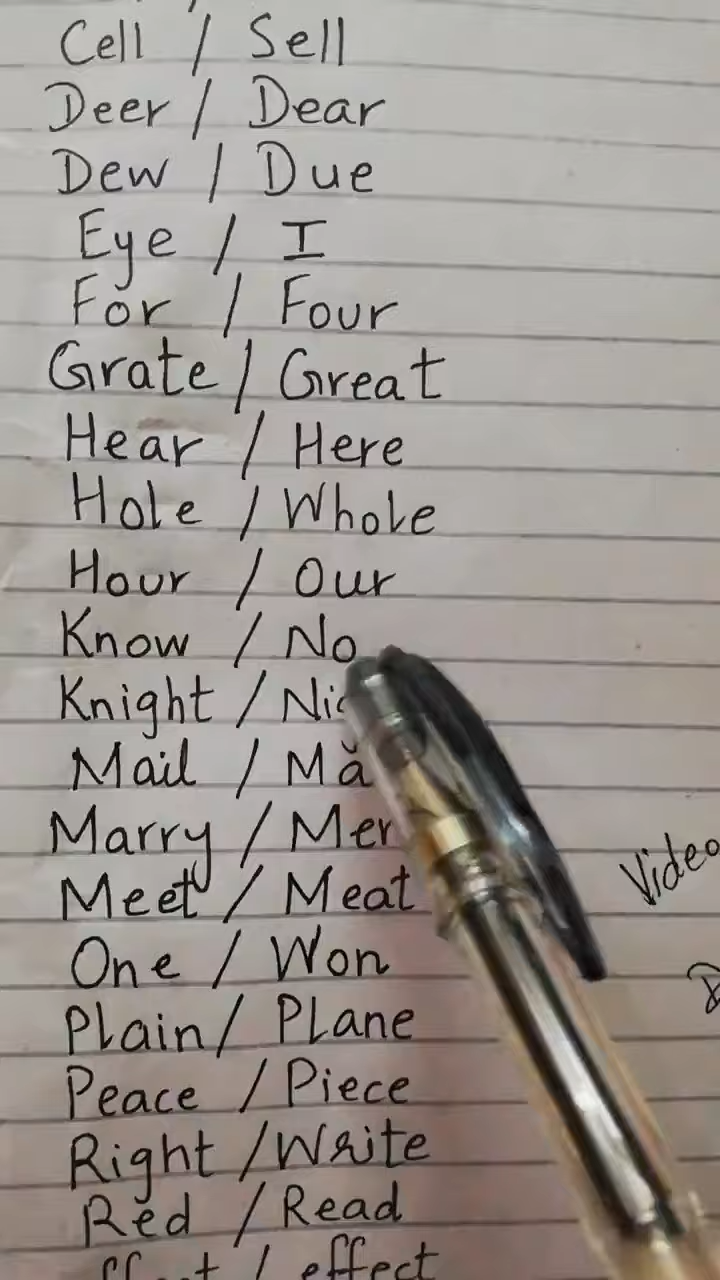 Cell / Sell
Deer / Dear
Dew / Due
Eye / I
For / Four
Grate / Great
Hear / Here
Hole / Whole
Hour / Our
Know / No
Knight /
Mail /
Marry /
Meet / Meat
One / Won
Plain / Plane
Peace / Piece
Right / Write
Red / Read
/ effect
Video